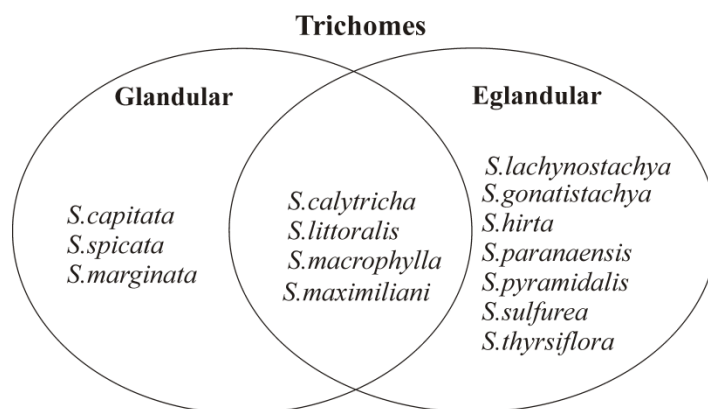 Trichomes
Glandular
S.capitata
S.spicata
S.marginata
S.calytricha
S.littoralis
S.macrophylla
S.maximiliani
Eglandular
S.lachynostachya
S.gonatistachya
S.hirta
S.paranaensis
S.pyramidalis
S.sulfurea
S.thyrsiflora